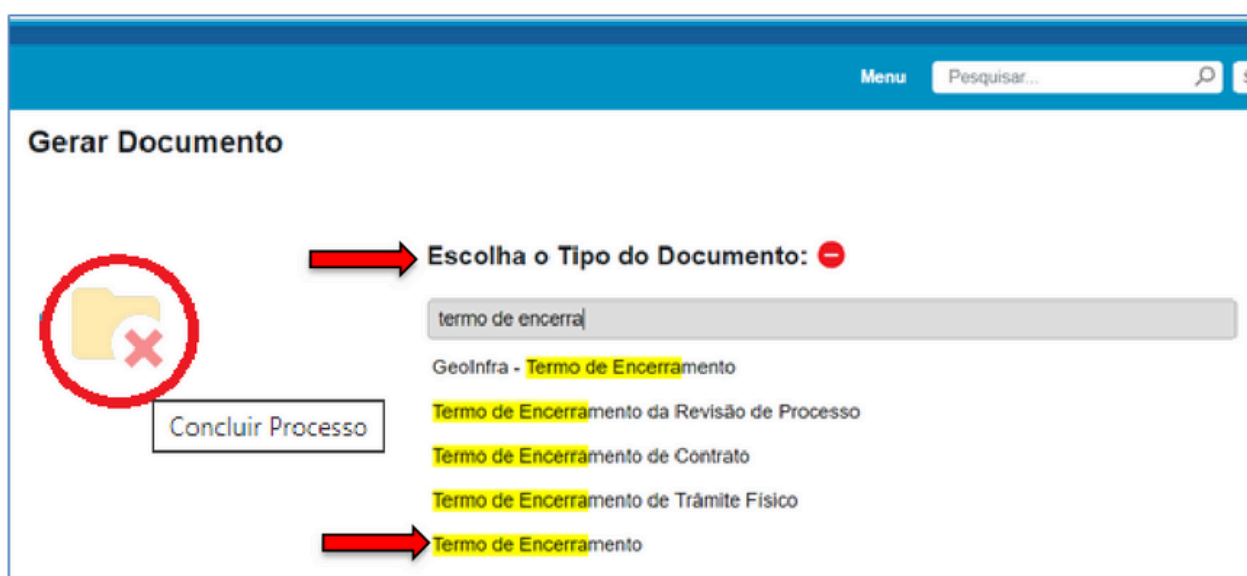 Menu Pesquisar...
Gerar Documento
Escolha o Tipo do Documento:
termo de encerra
GeoInfra - Termo de Encerramento
Termo de Encerramento da Revisão de Processo
Concluir Processo
Termo de Encerramento de Contrato
Termo de Encerramento de Trâmite Físico
Termo de Encerramento